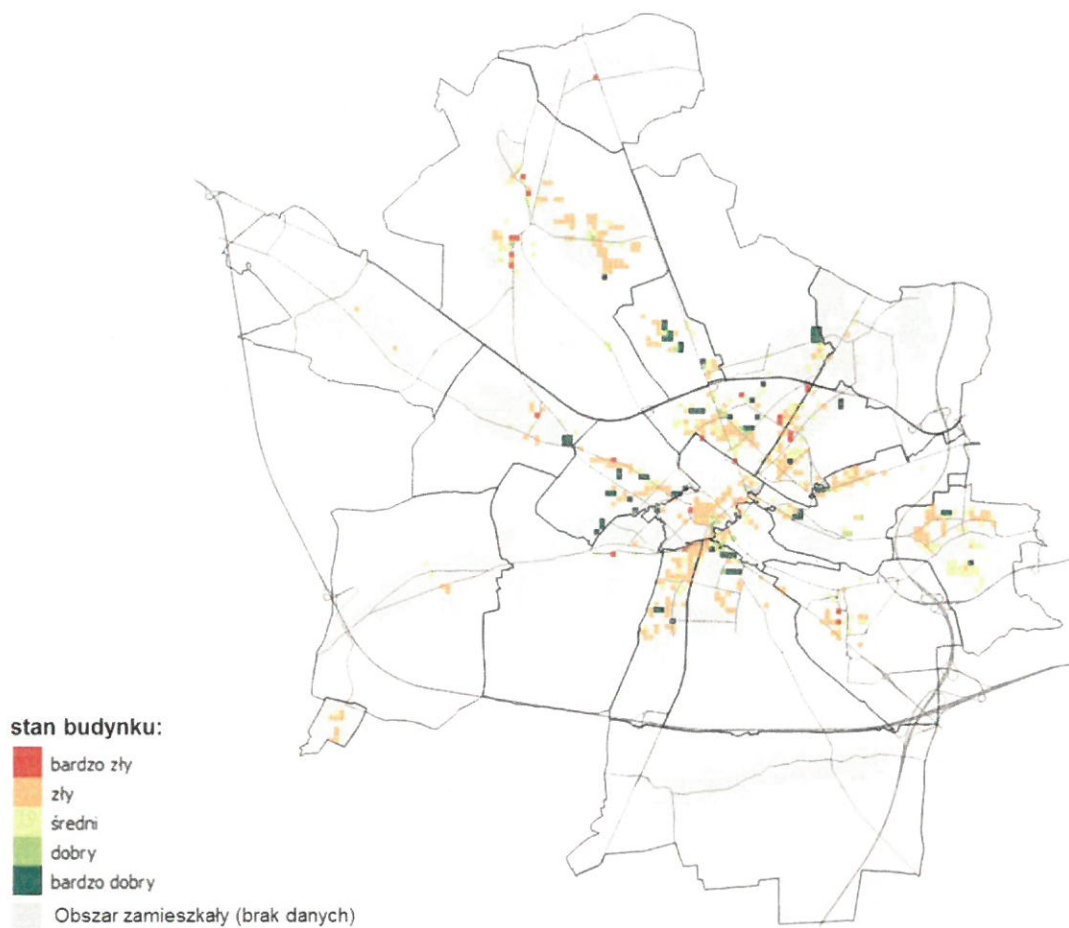 stan budynku:
bardzo zły
zły
średni
dobry
bardzo dobry
Obszar zamieszkały (brak danych)